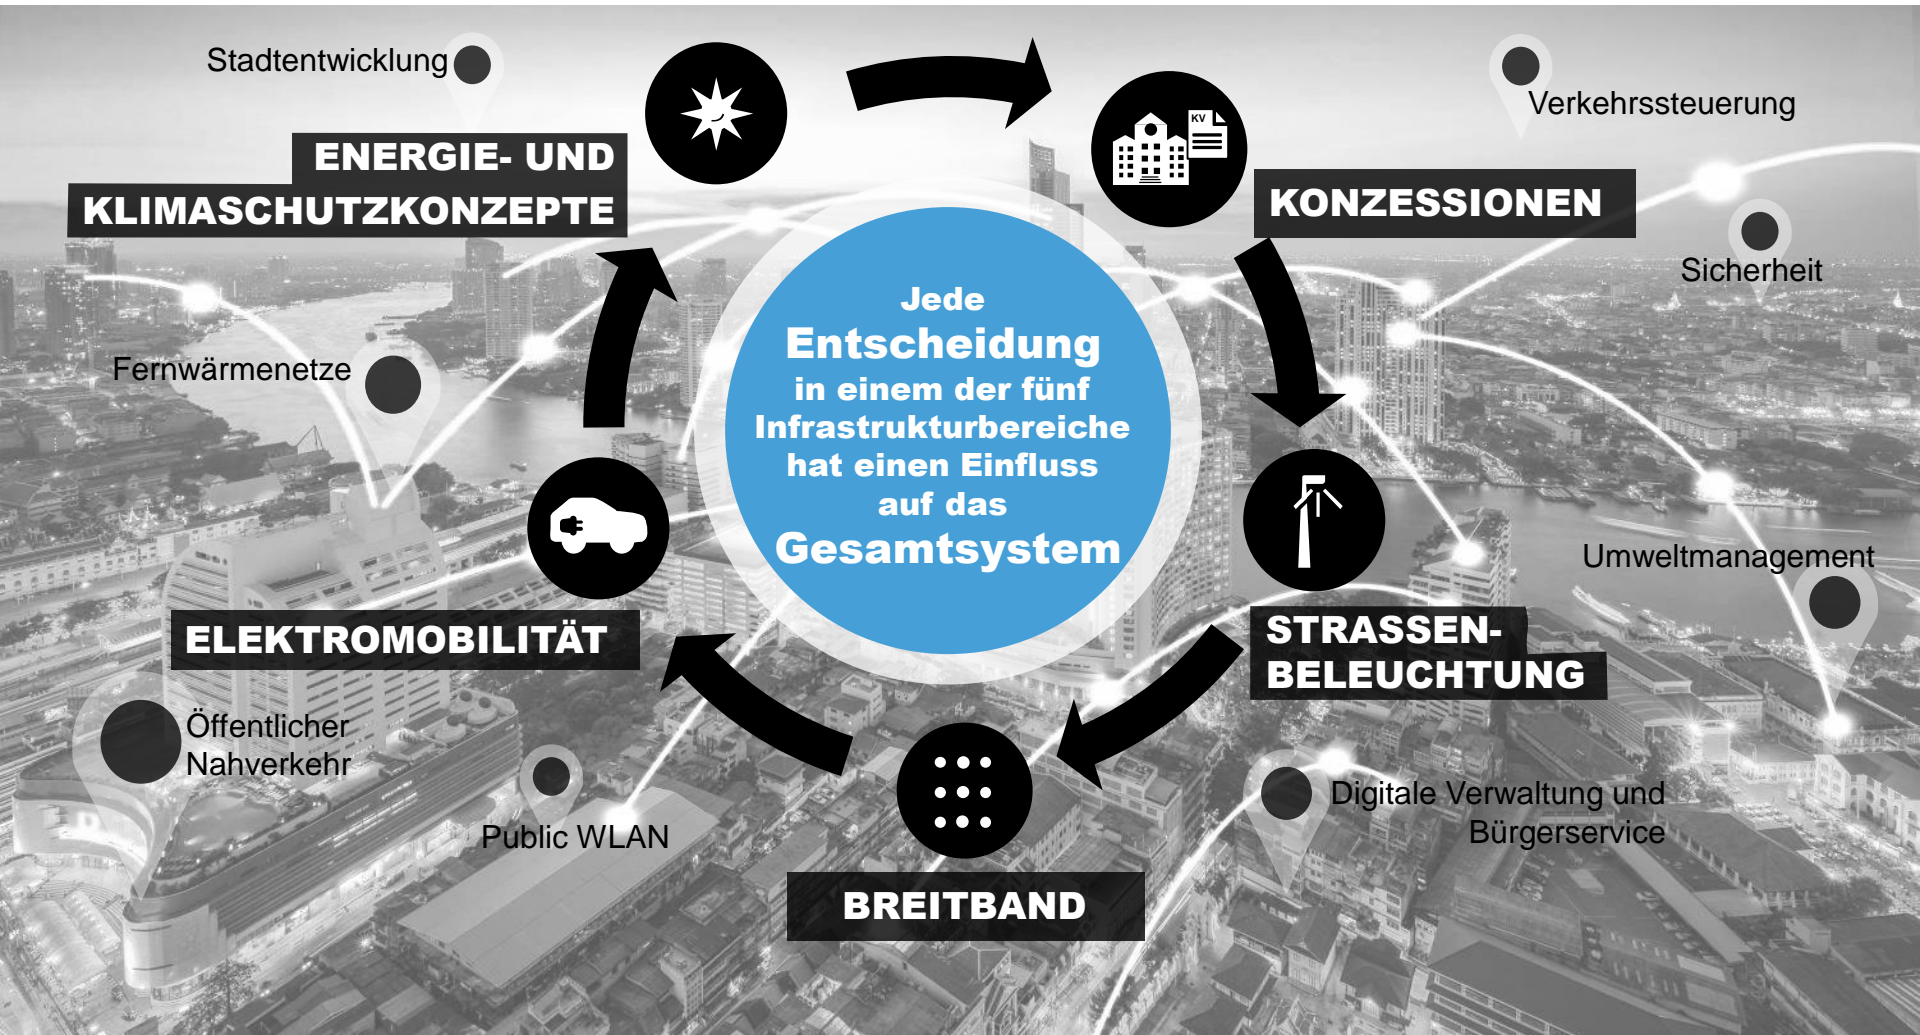 Stadtentwicklung
ENERGIE- UND
KLIMASCHUTZKONZEPTE
KV
KONZESSIONEN
Verkehrssteuerung
Sicherheit
Fernwärmenetze
Jede
Entscheidung
in einem der fünf
Infrastrukturbereiche
hat einen Einfluss
auf das
Gesamtsystem
ELEKTROMOBILITÄT
STRASSEN-
BELEUCHTUNG
Umweltmanagement
Öffentlicher
Nahverkehr
Public WLAN
BREITBAND
Digitale Verwaltung und
Bürgerservice